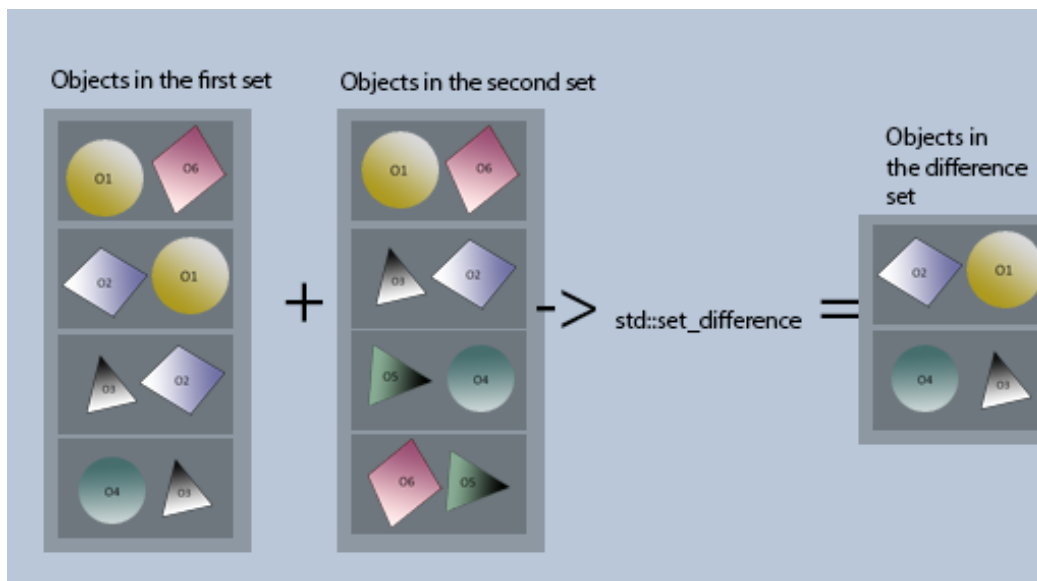 Objects in the first set
Objects in the second set
Objects in
the difference
set
O1 O6
O2 O1
O3 O2
O4 O3
+
O1 O6
O3 O2
O5 O4
O6 O5
->
std::set_difference
=
O2 O1
O4 O3